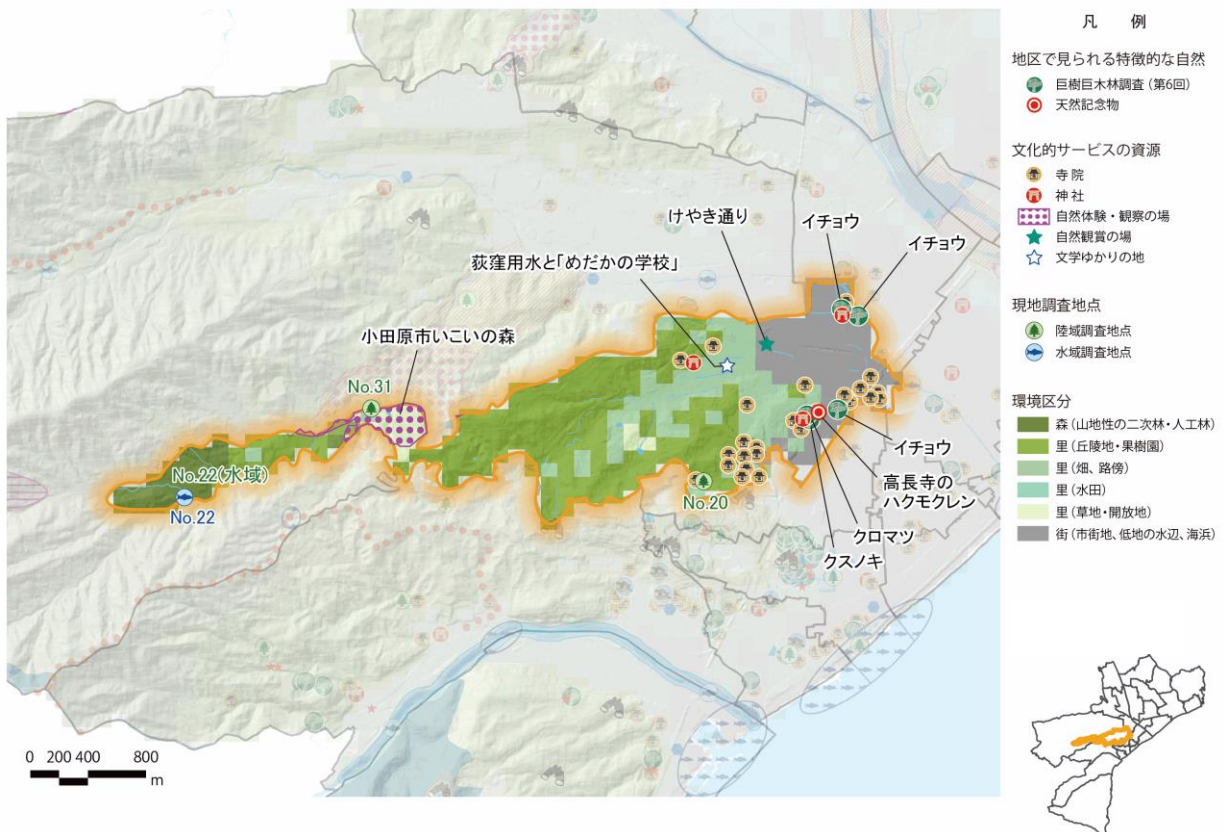 けやき通り
イチョウ
イチョウ
荻窪用水と「めだかの学校」
小田原市いこいの森
No.31
No.22(水域)
No.22
No.20
イチョウ
高長寺の
ハクモクレン
クロマツ
クスノキ
0 200 400 800
m
凡 例
地区で見られる特徴的な自然
巨樹巨木林調査(第6回)
天然記念物
文化的サービスの資源
寺院
神社
自然体験・観察の場
自然観賞の場
文学ゆかりの地
現地調査地点
陸域調査地点
水域調査地点
環境区分
森(山地性の二次林・人工林)
里(丘陵地・果樹園)
里(畑、路傍)
里(水田)
里(草地・開放地)
街(市街地、低地の水辺、海浜)